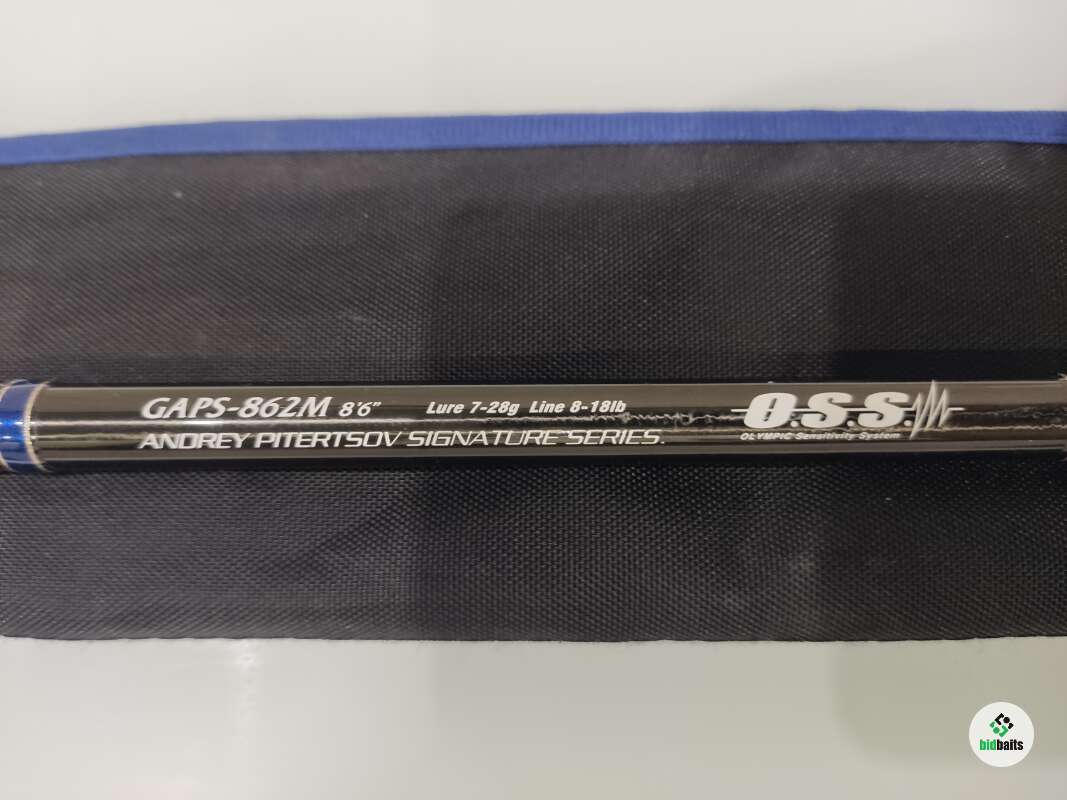 GAPS-862M 8'6" Lure 7-28g Line 8-18lb
ANDREY PITERTSOV SIGNATURE SERIES.
O.S.S.
OLYMPIC Sensitivity System
bidbaits